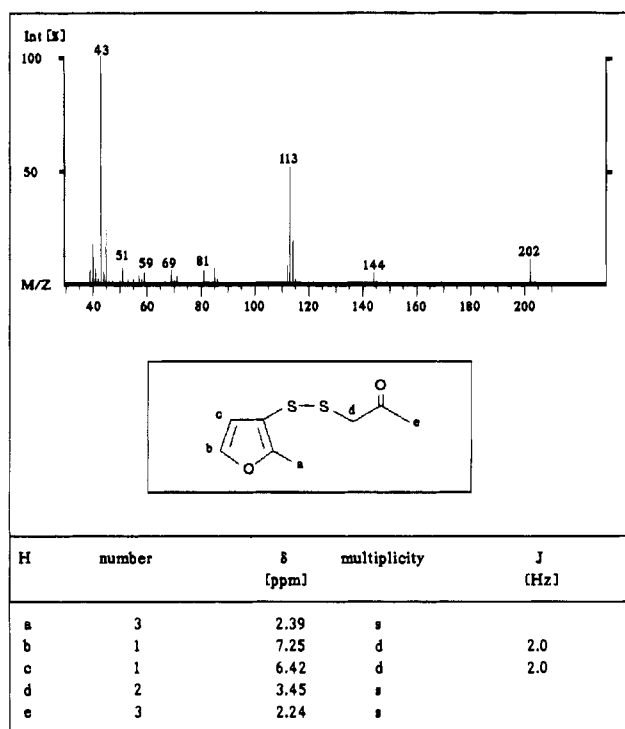 Int [%]
100
43
113
50
51
59
69
81
144
202
M/Z
40 60 80 100 120 140 160 180 200
O
S S
d
e
c
b
O
a
H number δ multiplicity J
[ppm] [Hz]
a 3 2.39 s
b 1 7.25 d 2.0
c 1 6.42 d 2.0
d 2 3.45 s
e 3 2.24 s